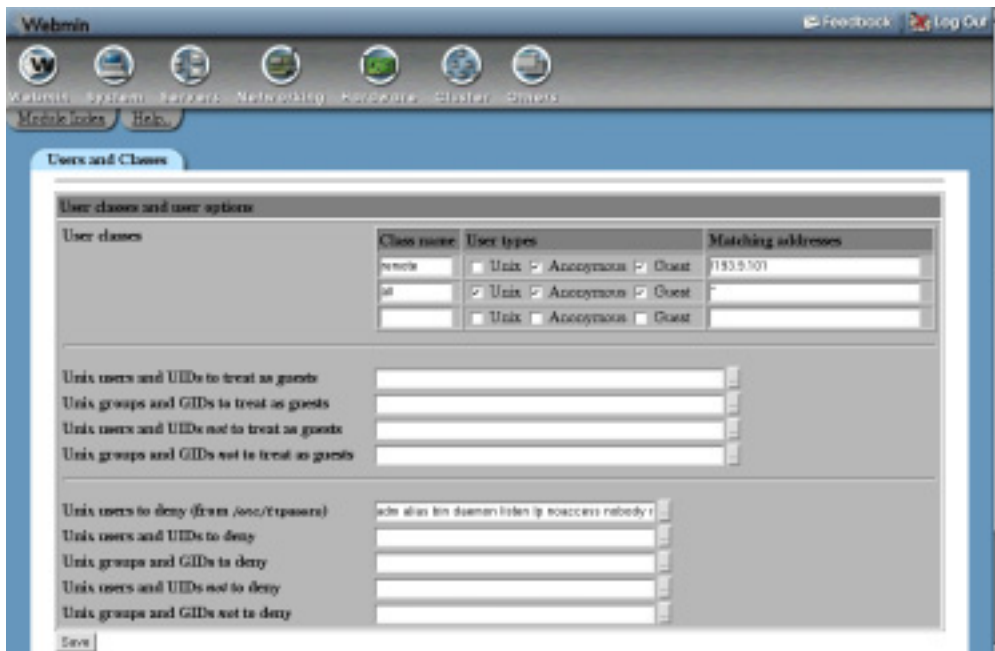 Webmin
Feedback Log Out
Webmin System Servers Networking Hardware Cluster Others
Module Index Help..
Users and Classes
User classes and user options
User classes
Class name User types Matching addresses
remote Unix Anonymous Guest
all Unix Anonymous Guest *
Unix Anonymous Guest
Unix users and UIDs to treat as guests
Unix groups and GIDs to treat as guests
Unix users and UIDs not to treat as guests
Unix groups and GIDs not to treat as guests
Unix users to deny (from /etc/ftpusers) adm alias bin daemon listen lp noaccess nobody
Unix users and UIDs to deny
Unix groups and GIDs to deny
Unix users and UIDs not to deny
Unix groups and GIDs not to deny
Save